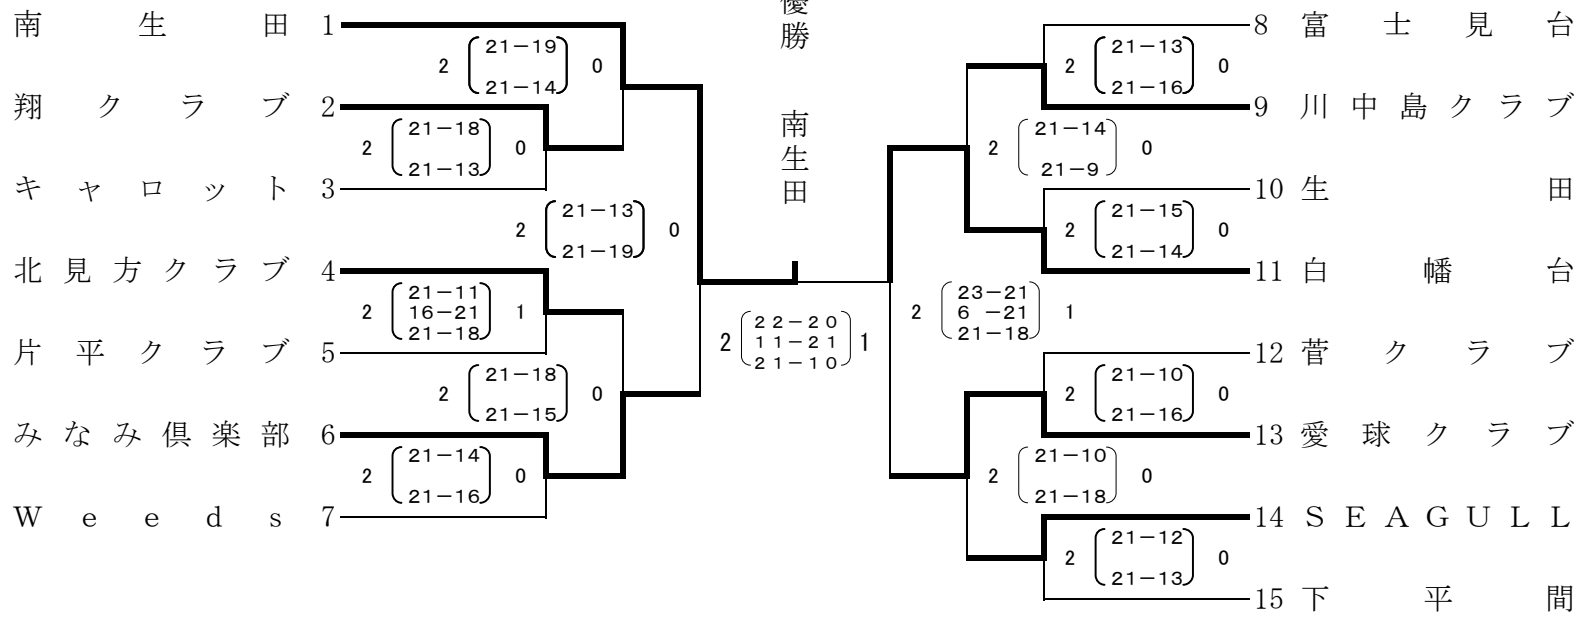 優勝 南生田
南生田 1
21-19
2 0
21-14
翔クラブ 2
21-18
2 0
21-13
キャロット 3
21-13
2 0
21-19
北見方クラブ 4
21-11
2 16-21 1
21-18
片平クラブ 5
21-18
2 0
21-15
みなみ倶楽部 6
21-14
2 0
21-16
Weeds 7
22-20
2 11-21 1
21-10
8 富士見台
21-13
2 0
21-16
9 川中島クラブ
21-14
2 0
21-9
10 生田
21-15
2 0
21-14
11 白幡台
23-21
2 6 -21 1
21-18
12 菅クラブ
21-10
2 0
21-16
13 愛球クラブ
21-10
2 0
21-18
14 SEAGULL
21-12
2 0
21-13
15 下平間